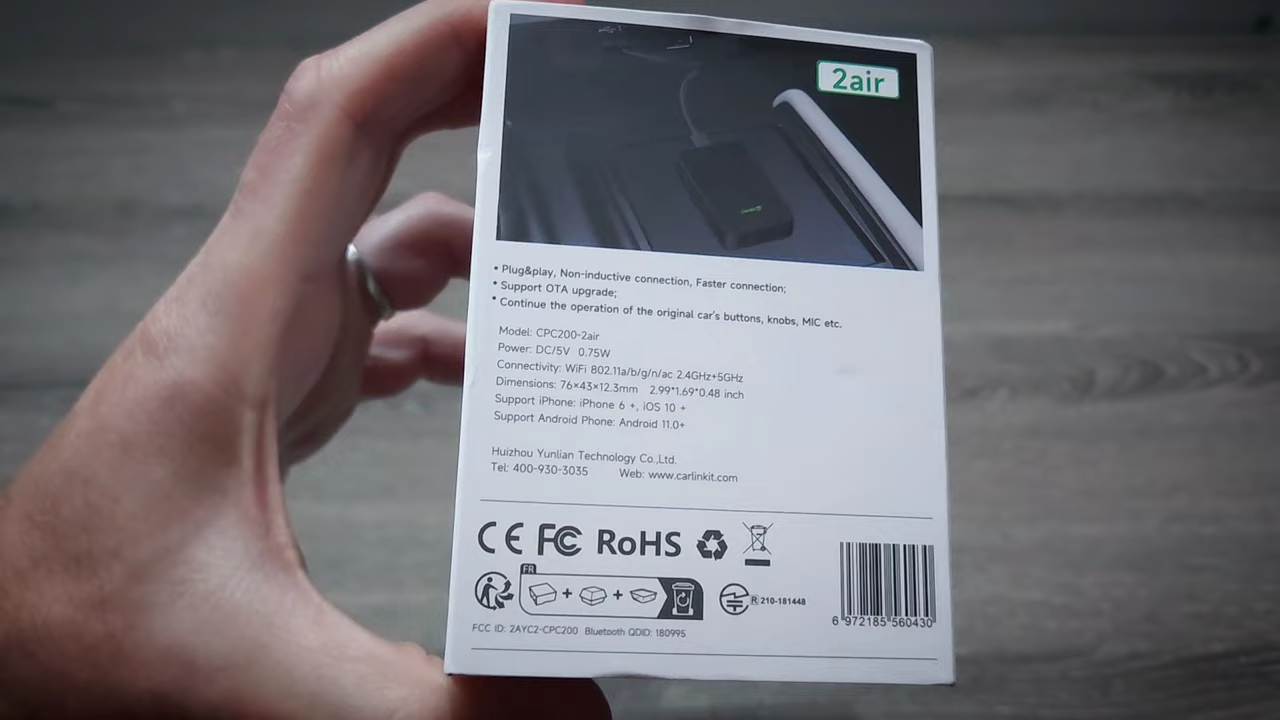 2air
• Plug&play, Non-inductive connection, Faster connection;
• Support OTA upgrade;
• Continue the operation of the original car's buttons, knobs, MIC etc.
Model: CPC200-2air
Power: DC/5V 0.75W
Connectivity: WiFi 802.11a/b/g/n/ac 2.4GHz+5GHz
Dimensions: 76×43×12.3mm 2.99*1.69*0.48 inch
Support iPhone: iPhone 6 +, iOS 10 +
Support Android Phone: Android 11.0+
Huizhou Yunlian Technology Co.,Ltd.
Tel: 400-930-3035 Web: www.carlinkit.com
CE FC RoHS
FR
R 210-181448
6 972185 560430
FCC ID: 2AYC2-CPC200 Bluetooth QDID: 180995